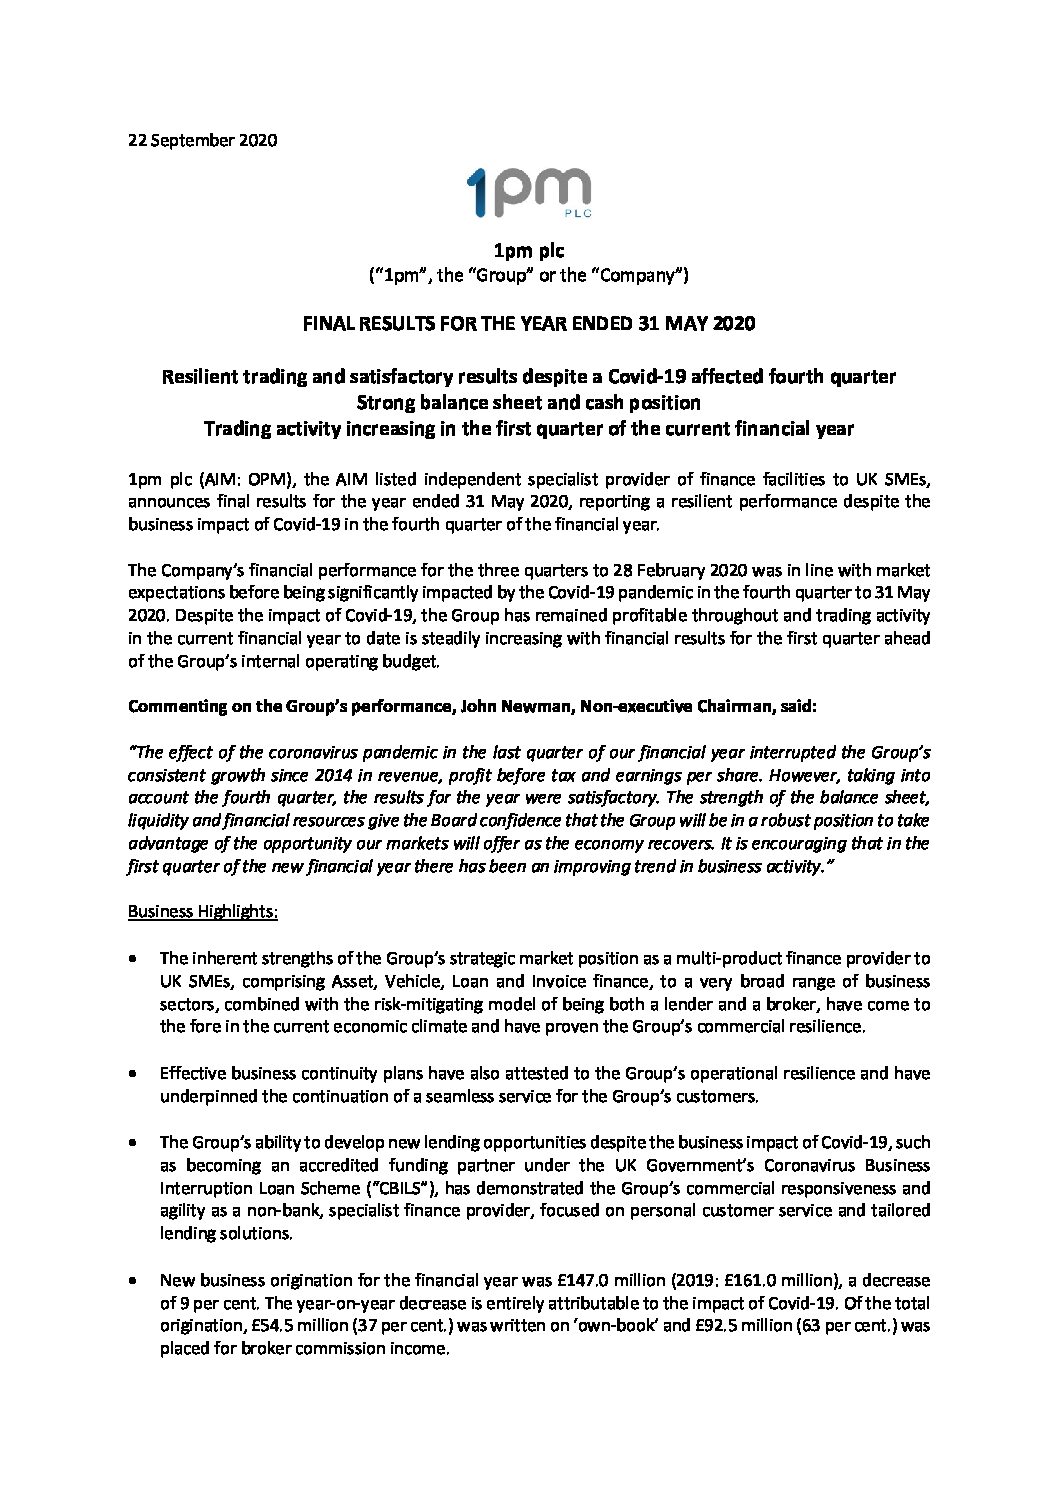 22 September 2020
1pm
PLC
1pm plc
(“1pm”, the “Group” or the “Company”)
FINAL RESULTS FOR THE YEAR ENDED 31 MAY 2020
Resilient trading and satisfactory results despite a Covid-19 affected fourth quarter
Strong balance sheet and cash position
Trading activity increasing in the first quarter of the current financial year
1pm plc (AIM: OPM), the AIM listed independent specialist provider of finance facilities to UK SMEs,
announces final results for the year ended 31 May 2020, reporting a resilient performance despite the
business impact of Covid-19 in the fourth quarter of the financial year.
The Company’s financial performance for the three quarters to 28 February 2020 was in line with market
expectations before being significantly impacted by the Covid-19 pandemic in the fourth quarter to 31 May
2020. Despite the impact of Covid-19, the Group has remained profitable throughout and trading activity
in the current financial year to date is steadily increasing with financial results for the first quarter ahead
of the Group’s internal operating budget.
Commenting on the Group’s performance, John Newman, Non-executive Chairman, said:
“The effect of the coronavirus pandemic in the last quarter of our financial year interrupted the Group’s
consistent growth since 2014 in revenue, profit before tax and earnings per share. However, taking into
account the fourth quarter, the results for the year were satisfactory. The strength of the balance sheet,
liquidity and financial resources give the Board confidence that the Group will be in a robust position to take
advantage of the opportunity our markets will offer as the economy recovers. It is encouraging that in the
first quarter of the new financial year there has been an improving trend in business activity.”
Business Highlights:
• The inherent strengths of the Group’s strategic market position as a multi-product finance provider to
UK SMEs, comprising Asset, Vehicle, Loan and Invoice finance, to a very broad range of business
sectors, combined with the risk-mitigating model of being both a lender and a broker, have come to
the fore in the current economic climate and have proven the Group’s commercial resilience.
• Effective business continuity plans have also attested to the Group’s operational resilience and have
underpinned the continuation of a seamless service for the Group’s customers.
• The Group’s ability to develop new lending opportunities despite the business impact of Covid-19, such
as becoming an accredited funding partner under the UK Government’s Coronavirus Business
Interruption Loan Scheme (“CBILS”), has demonstrated the Group’s commercial responsiveness and
agility as a non-bank, specialist finance provider, focused on personal customer service and tailored
lending solutions.
• New business origination for the financial year was £147.0 million (2019: £161.0 million), a decrease
of 9 per cent. The year-on-year decrease is entirely attributable to the impact of Covid-19. Of the total
origination, £54.5 million (37 per cent.) was written on ‘own-book’ and £92.5 million (63 per cent.) was
placed for broker commission income.